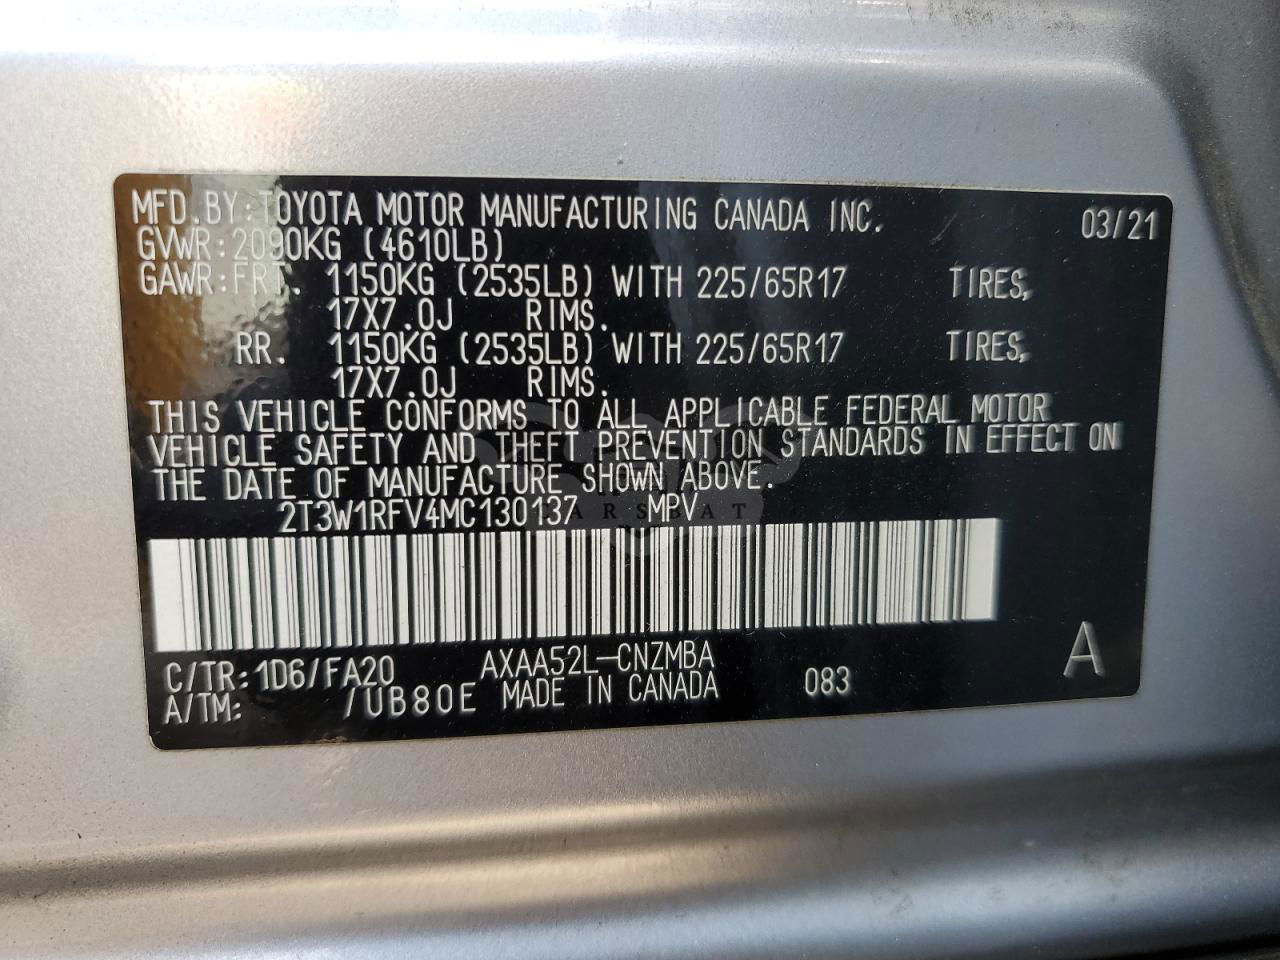 MFD.BY:TOYOTA MOTOR MANUFACTURING CANADA INC. 03/21
GVWR:2090KG (4610LB)
GAWR:FRT. 1150KG (2535LB) WITH 225/65R17 TIRES,
17X7.0J RIMS.
RR. 1150KG (2535LB) WITH 225/65R17 TIRES,
17X7.0J RIMS.
THIS VEHICLE CONFORMS TO ALL APPLICABLE FEDERAL MOTOR
VEHICLE SAFETY AND THEFT PREVENTION STANDARDS IN EFFECT ON
THE DATE OF MANUFACTURE SHOWN ABOVE.
2T3W1RFV4MC130137 MPV
CARSBAT
C/TR:1D6/FA20 AXAA52L-CNZMBA
A/TM: /UB80E MADE IN CANADA 083 A